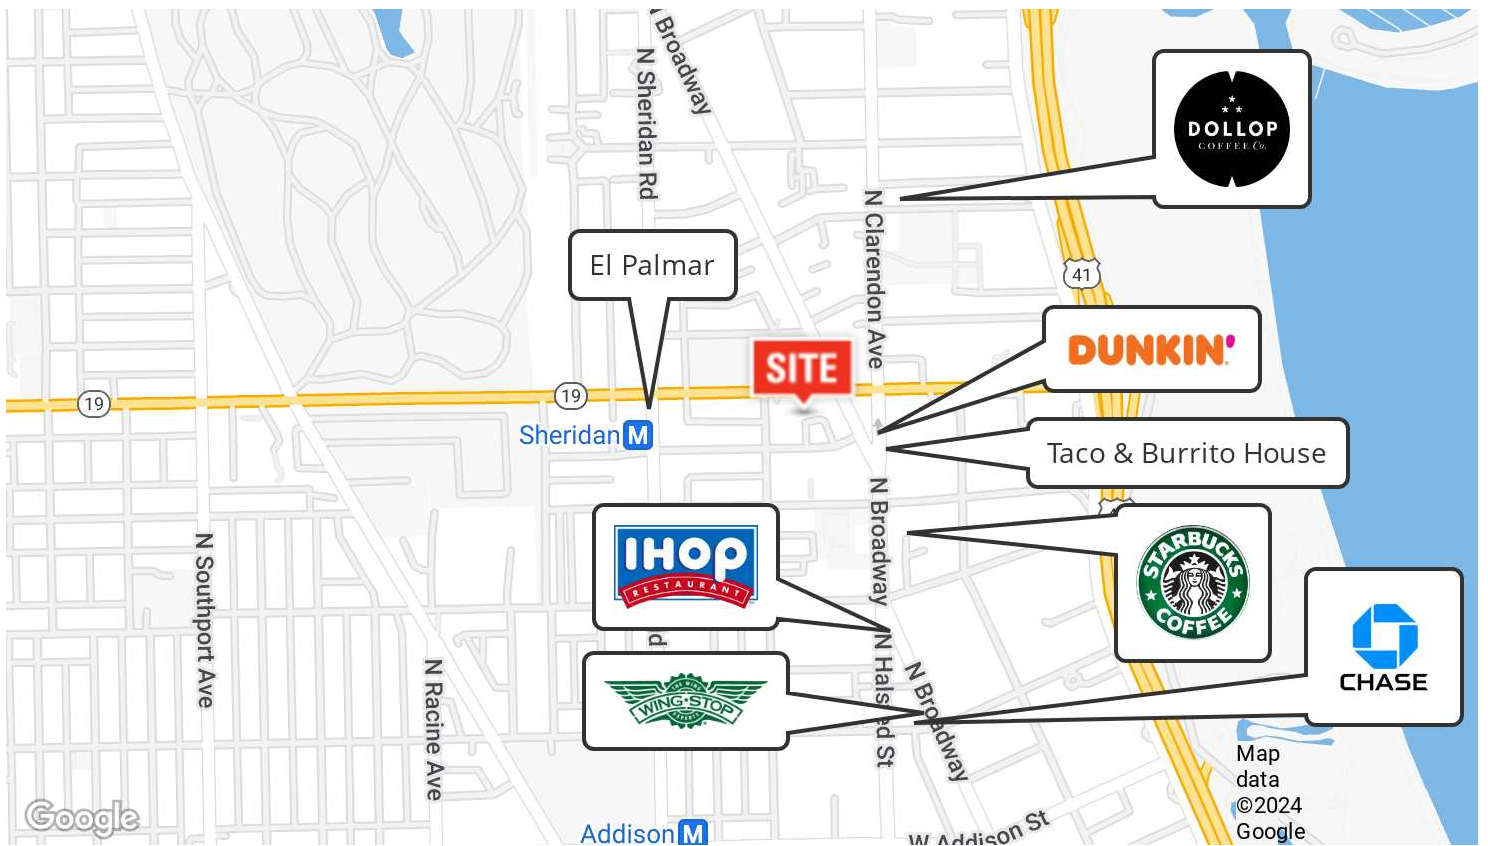 N Broadway
N Sheridan Rd
DOLLOP
COFFEE Co.
N Clarendon Ave
El Palmar
41
DUNKIN'
SITE
19
19
Sheridan M
Taco & Burrito House
N Broadway
IHOP
RESTAURANT
STARBUCKS
COFFEE
N Southport Ave
CHASE
d
N Halsted St
N Broadway
N Racine Ave
THE WING
WING·STOP
Map
data
©2024
Google
Google
Addison M
W Addison St